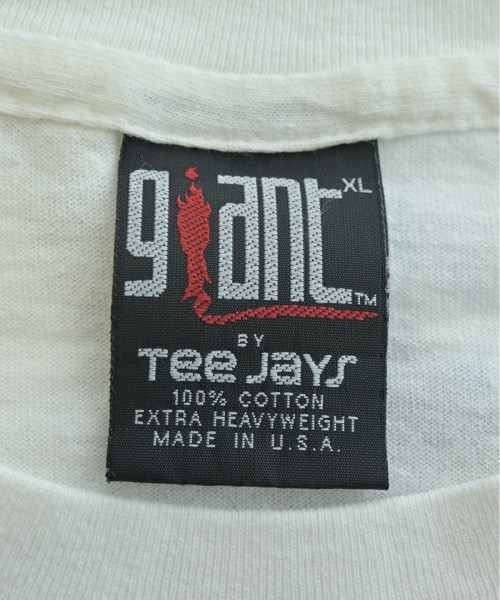 giant XL
TM
BY
Tee Jays
100% COTTON
EXTRA HEAVYWEIGHT
MADE IN U.S.A.